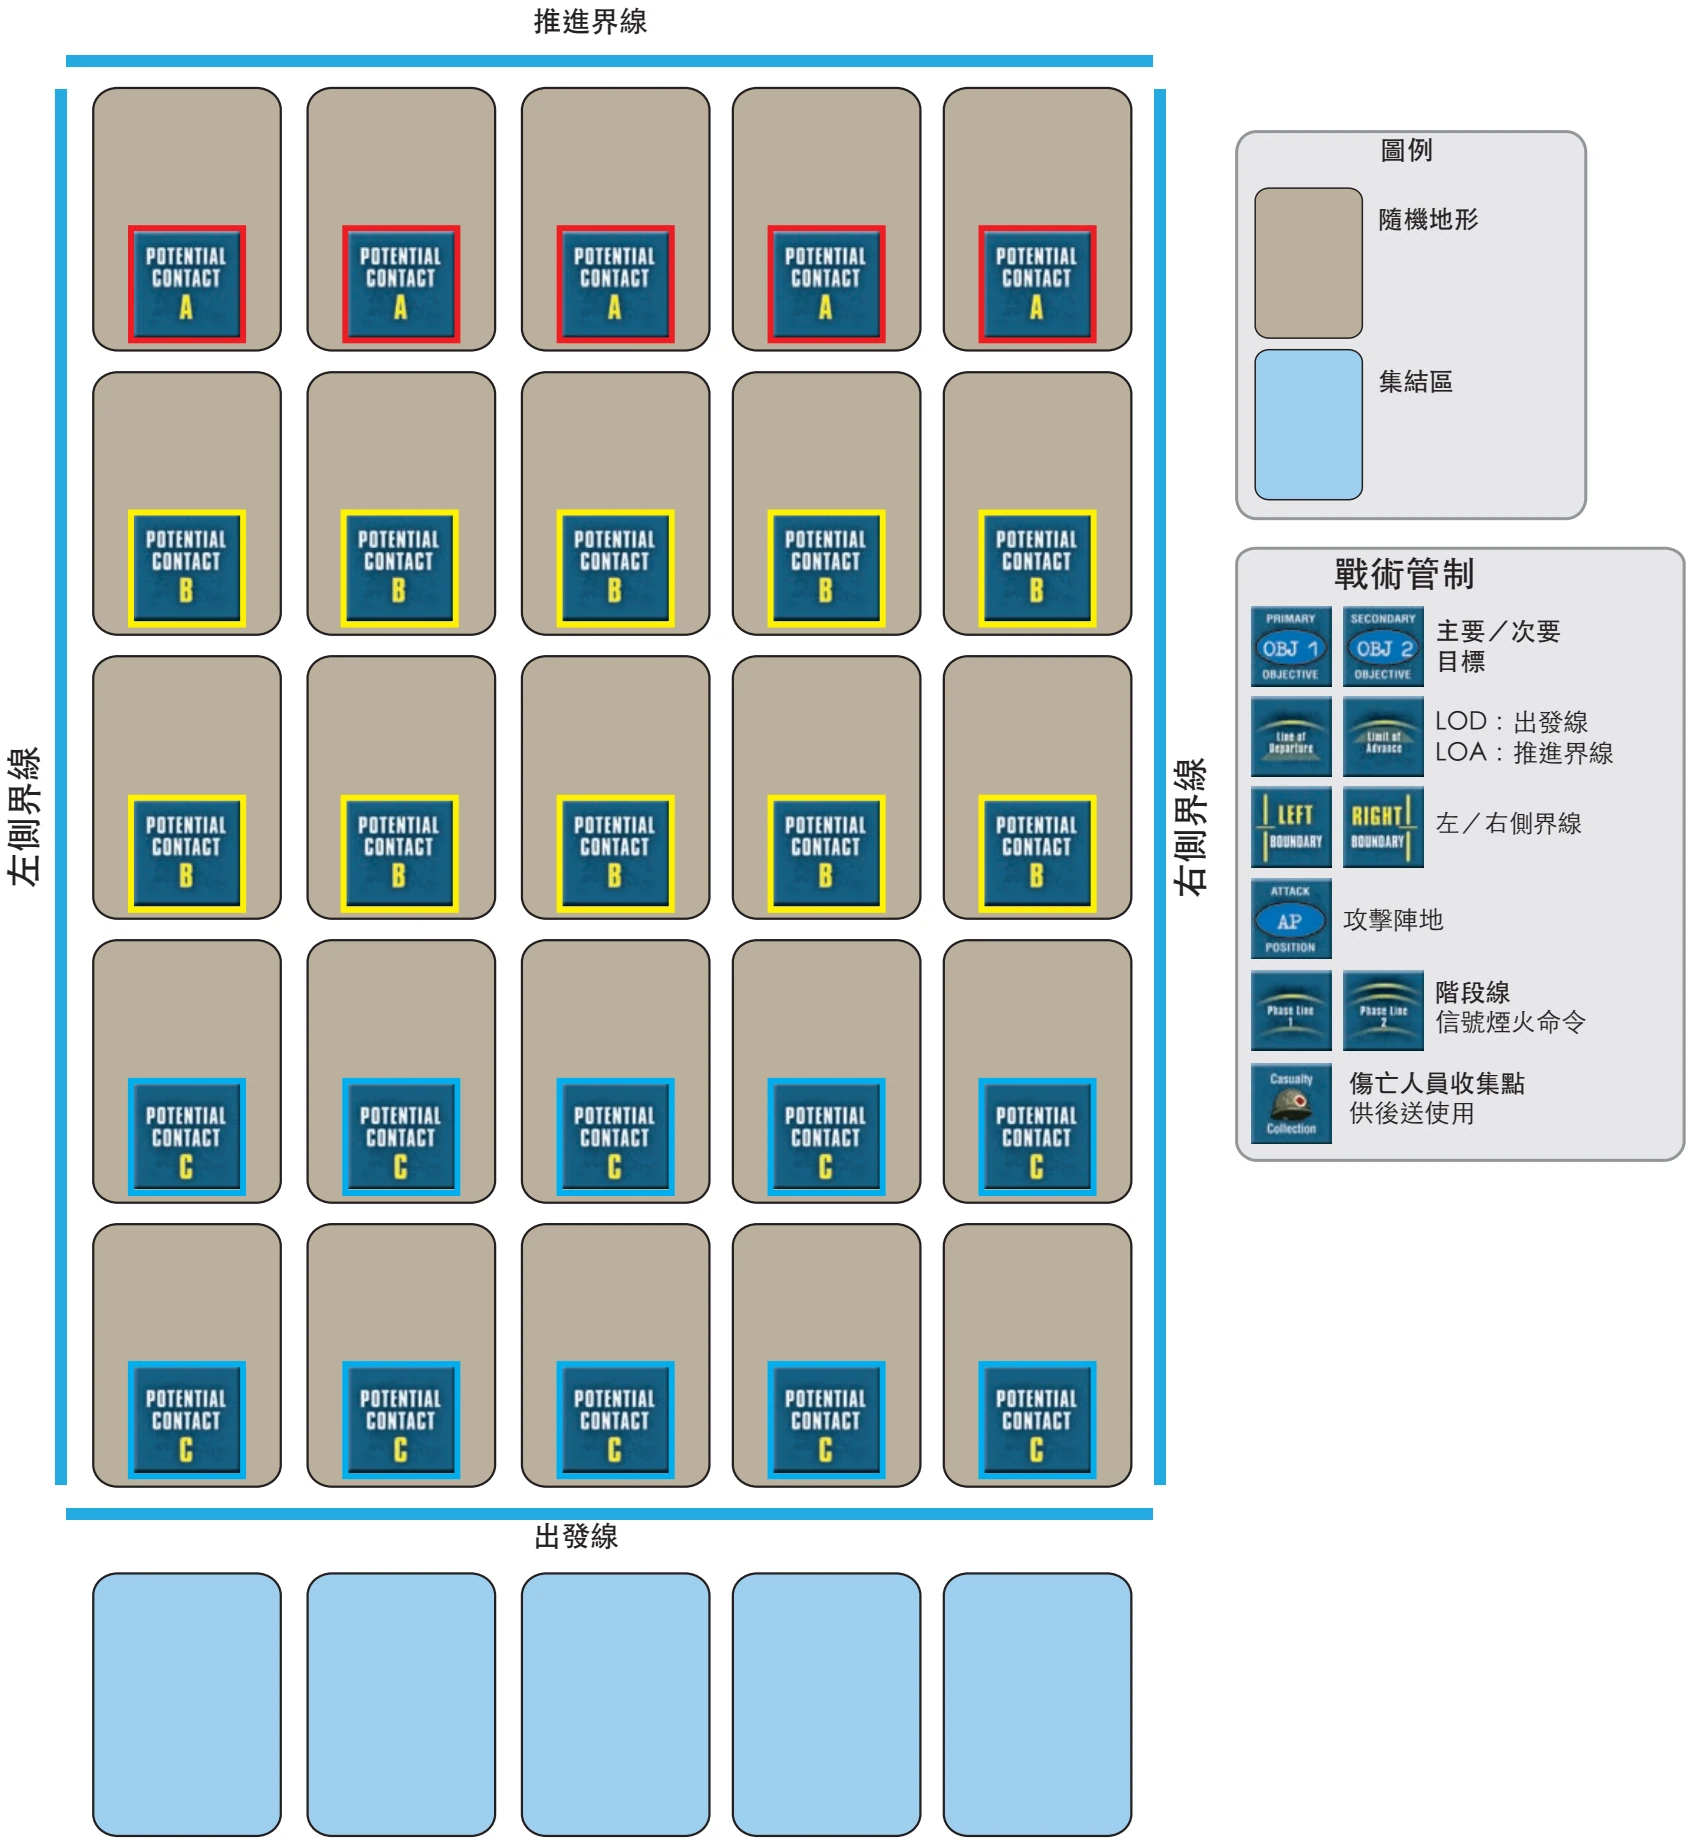 推進界線
POTENTIAL POTENTIAL POTENTIAL POTENTIAL POTENTIAL
CONTACT CONTACT CONTACT CONTACT CONTACT
A A A A A
POTENTIAL POTENTIAL POTENTIAL POTENTIAL POTENTIAL
CONTACT CONTACT CONTACT CONTACT CONTACT
B B B B B
左側界線
POTENTIAL POTENTIAL POTENTIAL POTENTIAL POTENTIAL
CONTACT CONTACT CONTACT CONTACT CONTACT
B B B B B
右側界線
POTENTIAL POTENTIAL POTENTIAL POTENTIAL POTENTIAL
CONTACT CONTACT CONTACT CONTACT CONTACT
C C C C C
POTENTIAL POTENTIAL POTENTIAL POTENTIAL POTENTIAL
CONTACT CONTACT CONTACT CONTACT CONTACT
C C C C C
出發線
圖例
隨機地形
集結區
戰術管制
PRIMARY
OBJ 1
OBJECTIVE
SECONDARY
OBJ 2
OBJECTIVE
主要／次要
目標
Line of
Departure
Limit of
Advance
LOD：出發線
LOA：推進界線
LEFT
BOUNDARY
RIGHT
BOUNDARY
左／右側界線
ATTACK
AP
POSITION
攻擊陣地
Phase Line
1
Phase Line
2
階段線
信號煙火命令
Casualty
Collection
傷亡人員收集點
供後送使用